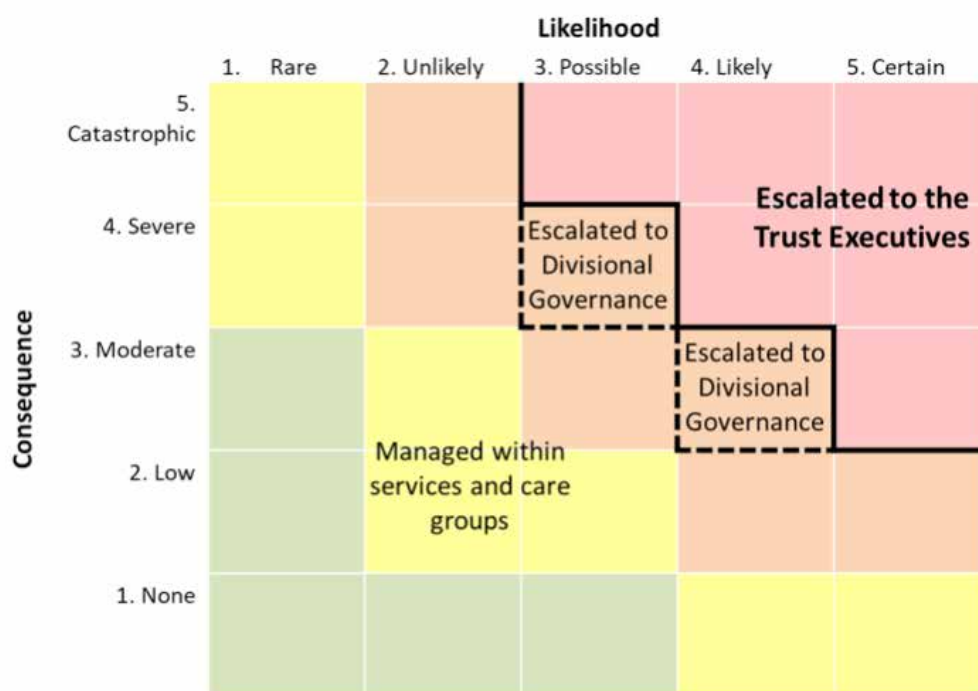 Likelihood
1. Rare
2. Unlikely
3. Possible
4. Likely
5. Certain
5.
Catastrophic
Escalated to the
Trust Executives
4. Severe
Escalated to
Divisional
Governance
Consequence
3. Moderate
Escalated to
Divisional
Governance
Managed within
services and care
groups
2. Low
1. None